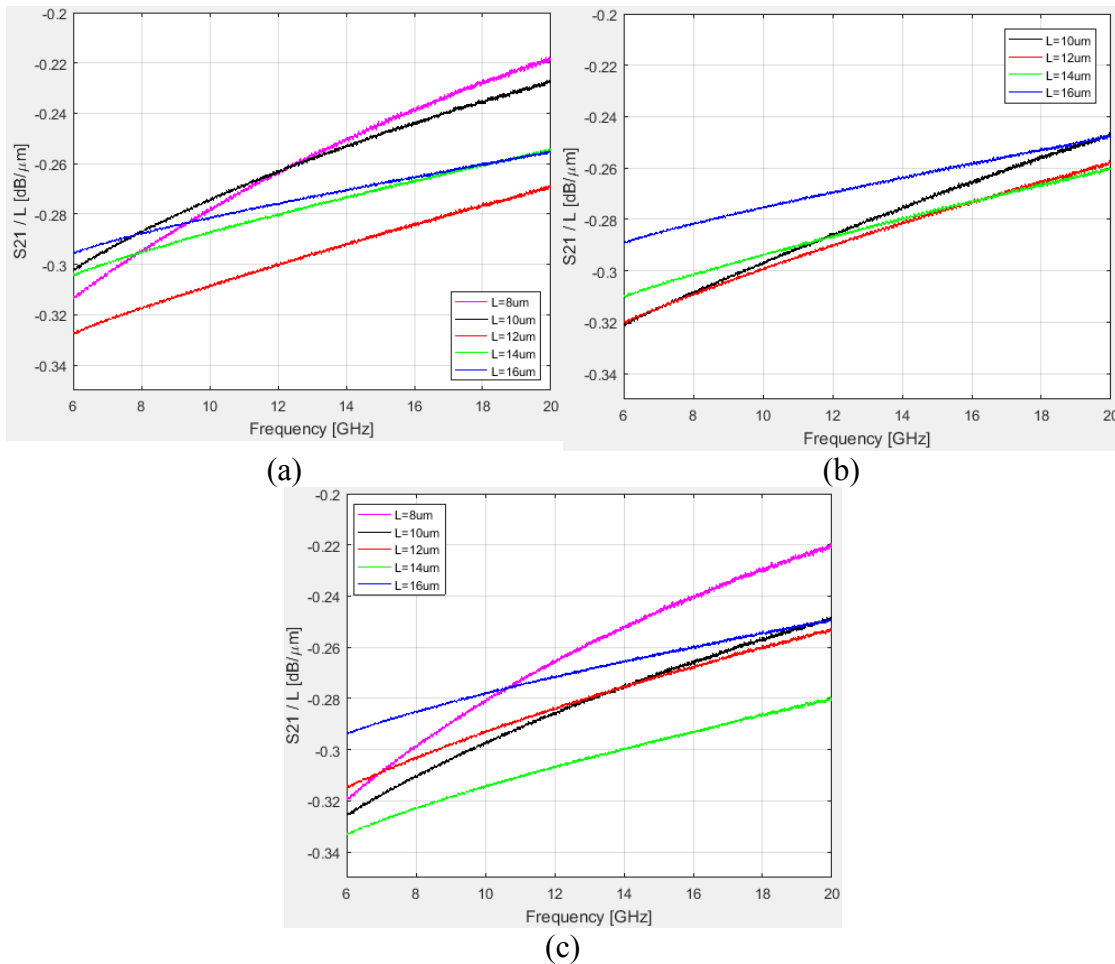 -0.2
-0.22
-0.24
-0.26
-0.28
-0.3
-0.32
-0.34
S21 / L [dB/μm]
L=8um
L=10um
L=12um
L=14um
L=16um
6 8 10 12 14 16 18 20
Frequency [GHz]
(a)
-0.2
-0.22
-0.24
-0.26
-0.28
-0.3
-0.32
-0.34
S21 / L [dB/μm]
L=10um
L=12um
L=14um
L=16um
6 8 10 12 14 16 18 20
Frequency [GHz]
(b)
-0.2
-0.22
-0.24
-0.26
-0.28
-0.3
-0.32
-0.34
S21 / L [dB/μm]
L=8um
L=10um
L=12um
L=14um
L=16um
6 8 10 12 14 16 18 20
Frequency [GHz]
(c)